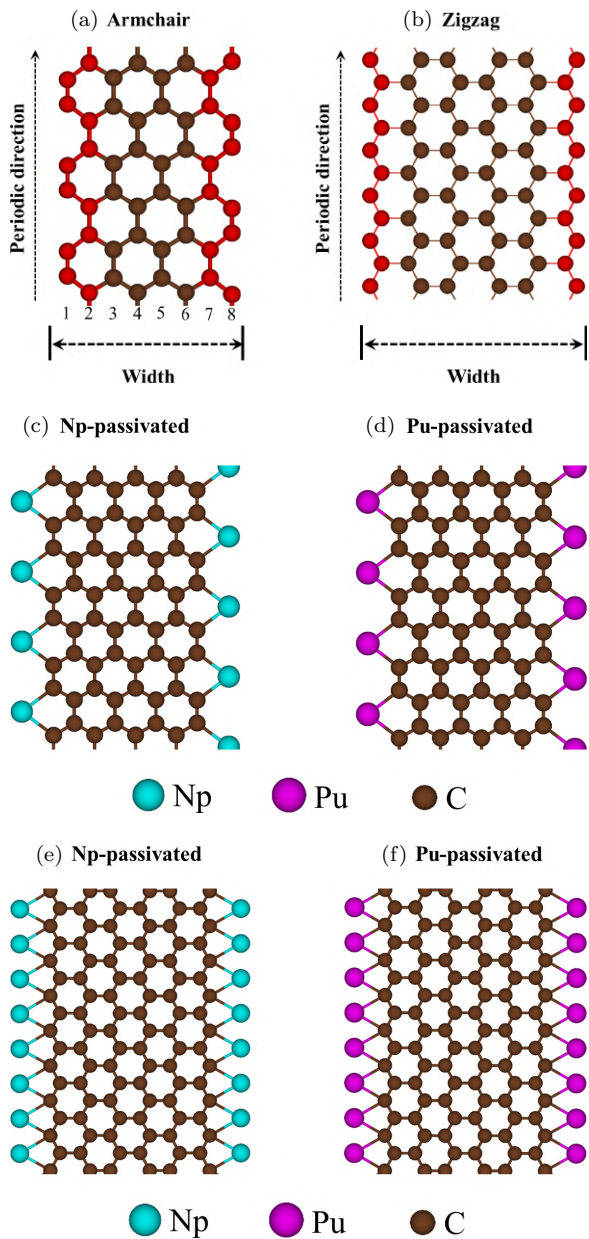 (a) Armchair
(b) Zigzag
Periodic direction
Periodic direction
1 2 3 4 5 6 7 8
Width
Width
(c) Np-passivated
(d) Pu-passivated
Np Pu C
(e) Np-passivated
(f) Pu-passivated
Np Pu C